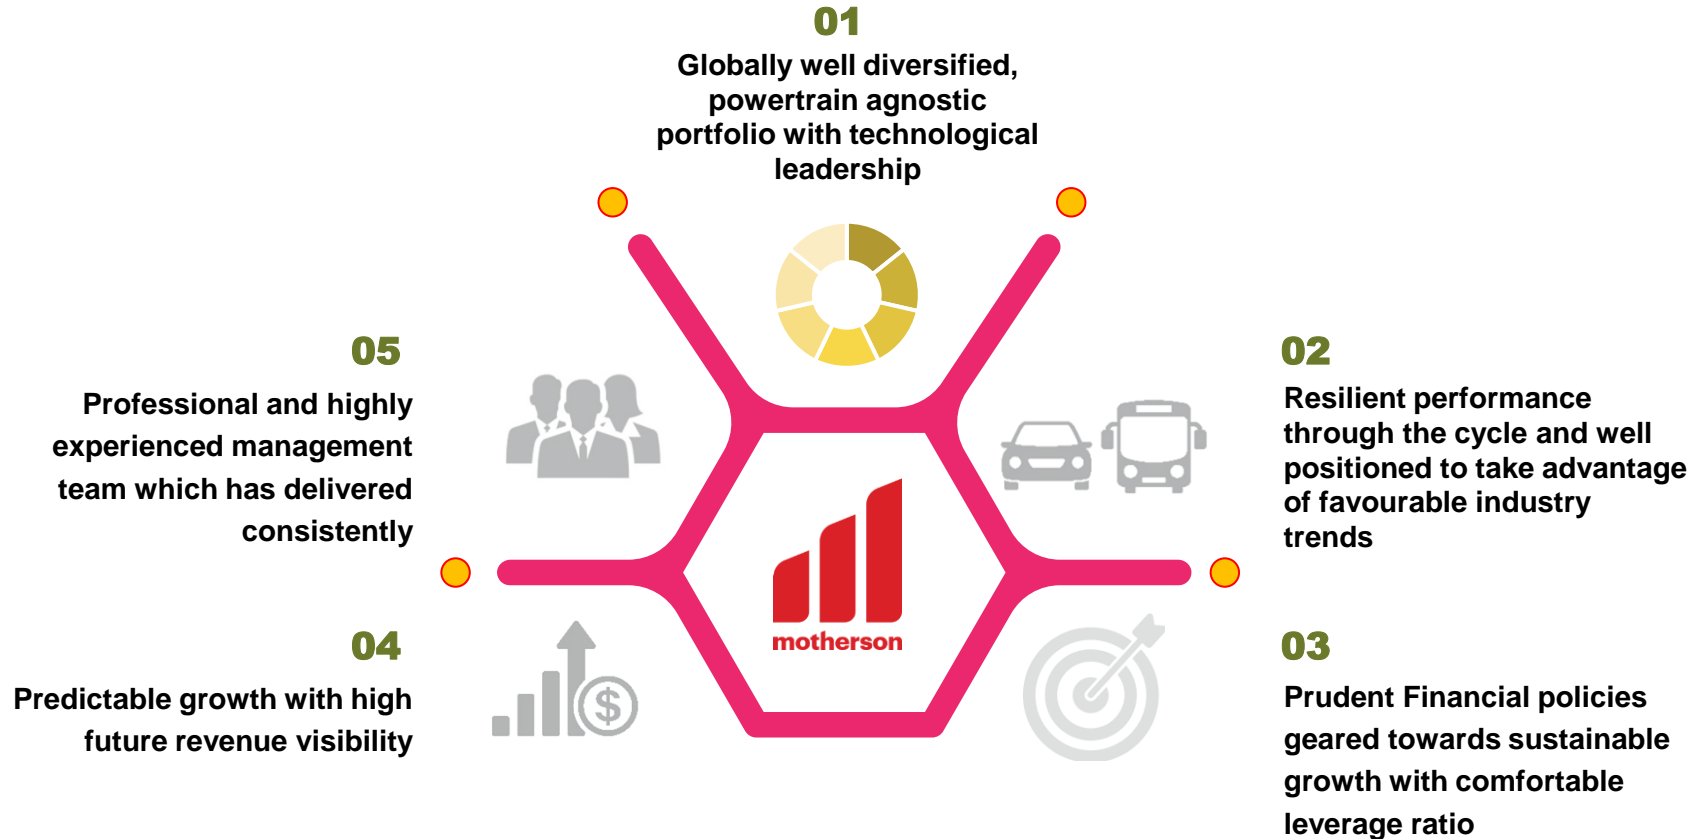 01
Globally well diversified,
powertrain agnostic
portfolio with technological
leadership
02
Resilient performance
through the cycle and well
positioned to take advantage
of favourable industry
trends
03
Prudent Financial policies
geared towards sustainable
growth with comfortable
leverage ratio
04
Predictable growth with high
future revenue visibility
$
05
Professional and highly
experienced management
team which has delivered
consistently
motherson